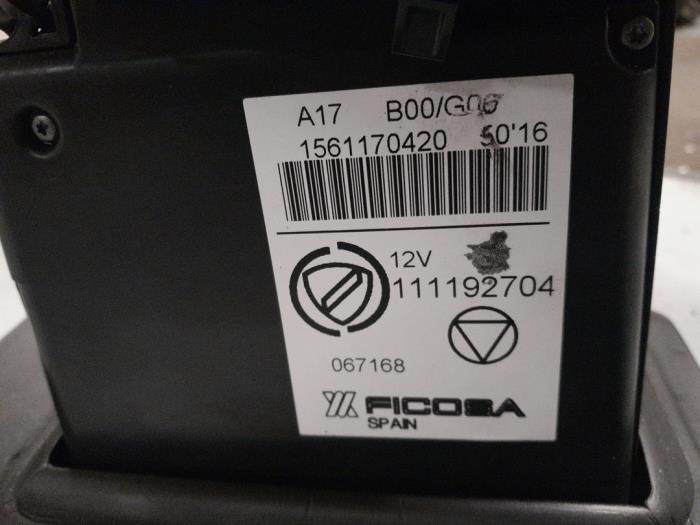 A17 B00/G06
1561170420 50'16
12V
111192704
067168
FICOSA
SPAIN